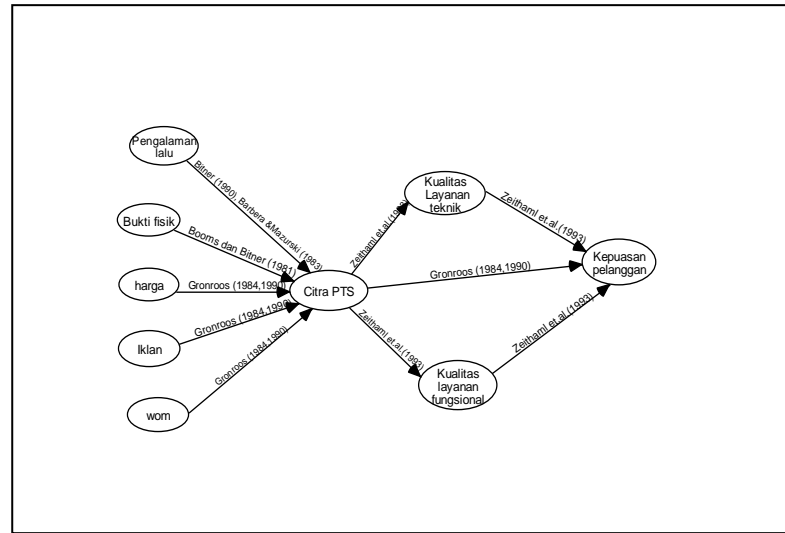 Pengalaman
lalu
Bitner (1990), Barbera &Mazurski (1983)
Bukti fisik
Booms dan Bitner (1981)
harga
Gronroos (1984,1990)
Iklan
Gronroos (1984,1990)
wom
Gronroos (1984,1990)
Citra PTS
Zeithaml et.al.(1993)
Kualitas
Layanan
teknik
Zeithaml et.al.(1993)
Gronroos (1984,1990)
Kepuasan
pelanggan
Zeithaml et.al.(1993)
Kualitas
layanan
fungsional
Zeithaml et.al.(1993)